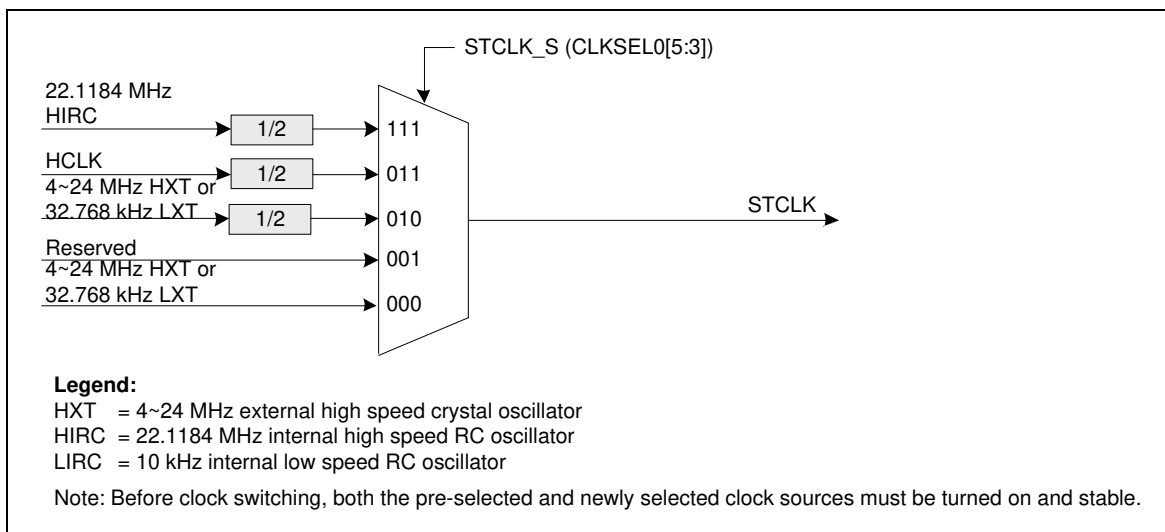 STCLK_S (CLKSEL0[5:3])
22.1184 MHz
HIRC
1/2
111
HCLK
1/2
011
4~24 MHz HXT or
32.768 kHz LXT
1/2
010
STCLK
Reserved
001
4~24 MHz HXT or
32.768 kHz LXT
000
Legend:
HXT = 4~24 MHz external high speed crystal oscillator
HIRC = 22.1184 MHz internal high speed RC oscillator
LIRC = 10 kHz internal low speed RC oscillator
Note: Before clock switching, both the pre-selected and newly selected clock sources must be turned on and stable.